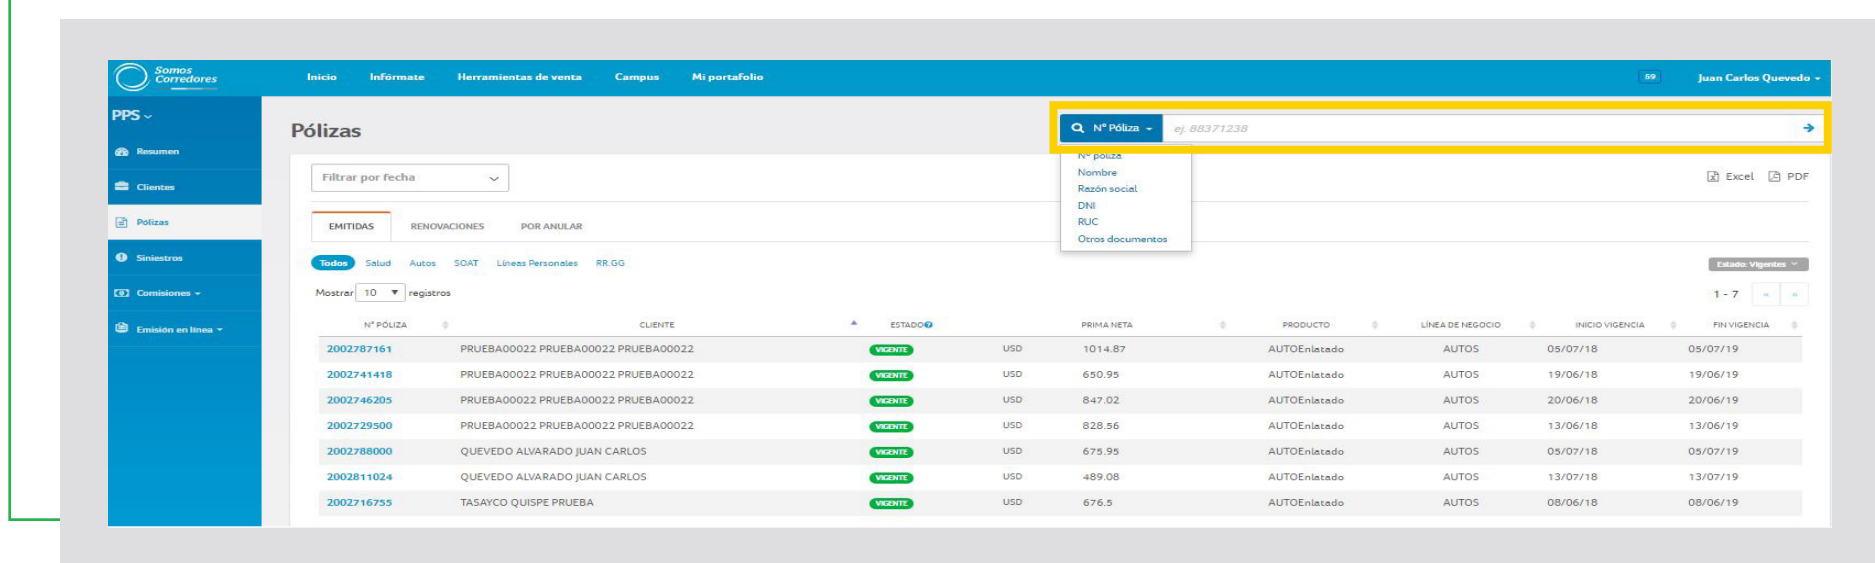 Somos
Corredores
Inicio Infórmate Herramientas de venta Campus Mi portafolio 59 Juan Carlos Quevedo
PPS
Resumen
Clientes
Pólizas
Siniestros
Comisiones
Emisión en línea
Pólizas
N° Póliza ej. 88371238
N° póliza
Nombre
Razón social
DNI
RUC
Otros documentos
Filtrar por fecha
Excel PDF
EMITIDAS RENOVACIONES POR ANULAR
Todos Salud Autos SOAT Líneas Personales RR.GG
Estado: Vigentes
Mostrar 10 registros
1 - 7 « »
N° PÓLIZA CLIENTE ESTADO PRIMA NETA PRODUCTO LÍNEA DE NEGOCIO INICIO VIGENCIA FIN VIGENCIA
2002787161 PRUEBA00022 PRUEBA00022 PRUEBA00022 VIGENTE USD 1014.87 AUTOEnlatado AUTOS 05/07/18 05/07/19
2002741418 PRUEBA00022 PRUEBA00022 PRUEBA00022 VIGENTE USD 650.95 AUTOEnlatado AUTOS 19/06/18 19/06/19
2002746205 PRUEBA00022 PRUEBA00022 PRUEBA00022 VIGENTE USD 847.02 AUTOEnlatado AUTOS 20/06/18 20/06/19
2002729500 PRUEBA00022 PRUEBA00022 PRUEBA00022 VIGENTE USD 828.56 AUTOEnlatado AUTOS 13/06/18 13/06/19
2002788000 QUEVEDO ALVARADO JUAN CARLOS VIGENTE USD 675.95 AUTOEnlatado AUTOS 05/07/18 05/07/19
2002811024 QUEVEDO ALVARADO JUAN CARLOS VIGENTE USD 489.08 AUTOEnlatado AUTOS 13/07/18 13/07/19
2002716755 TASAYCO QUISPE PRUEBA VIGENTE USD 676.5 AUTOEnlatado AUTOS 08/06/18 08/06/19